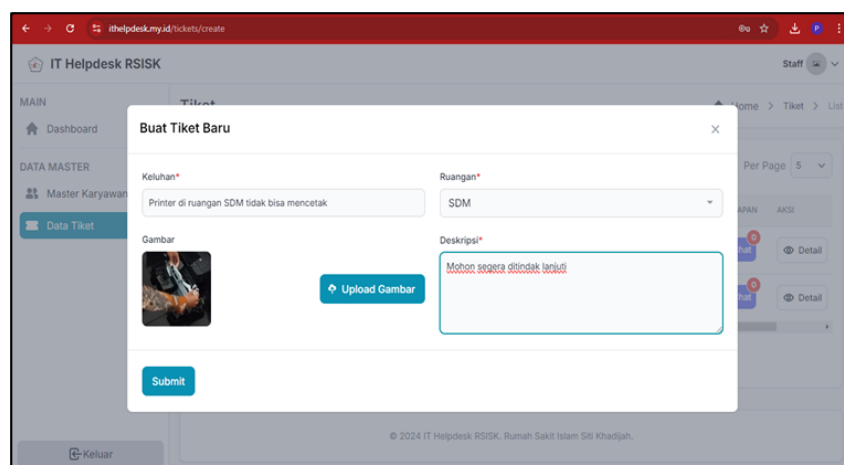 ithelpdesk.my.id/tickets/create
P
IT Helpdesk RSISK
Staff
MAIN
Tiket
Home > Tiket > List
Dashboard
Buat Tiket Baru
DATA MASTER
Keluhan*
Ruangan*
Per Page 5
Master Karyawan
Printer di ruangan SDM tidak bisa mencetak
SDM
AKSI
Data Tiket
Gambar
Deskripsi*
0
Detail
Mohon segera ditindak lanjuti
Upload Gambar
0
Detail
Submit
© 2024 IT Helpdesk RSISK. Rumah Sakit Islam Siti Khadijah.
Keluar